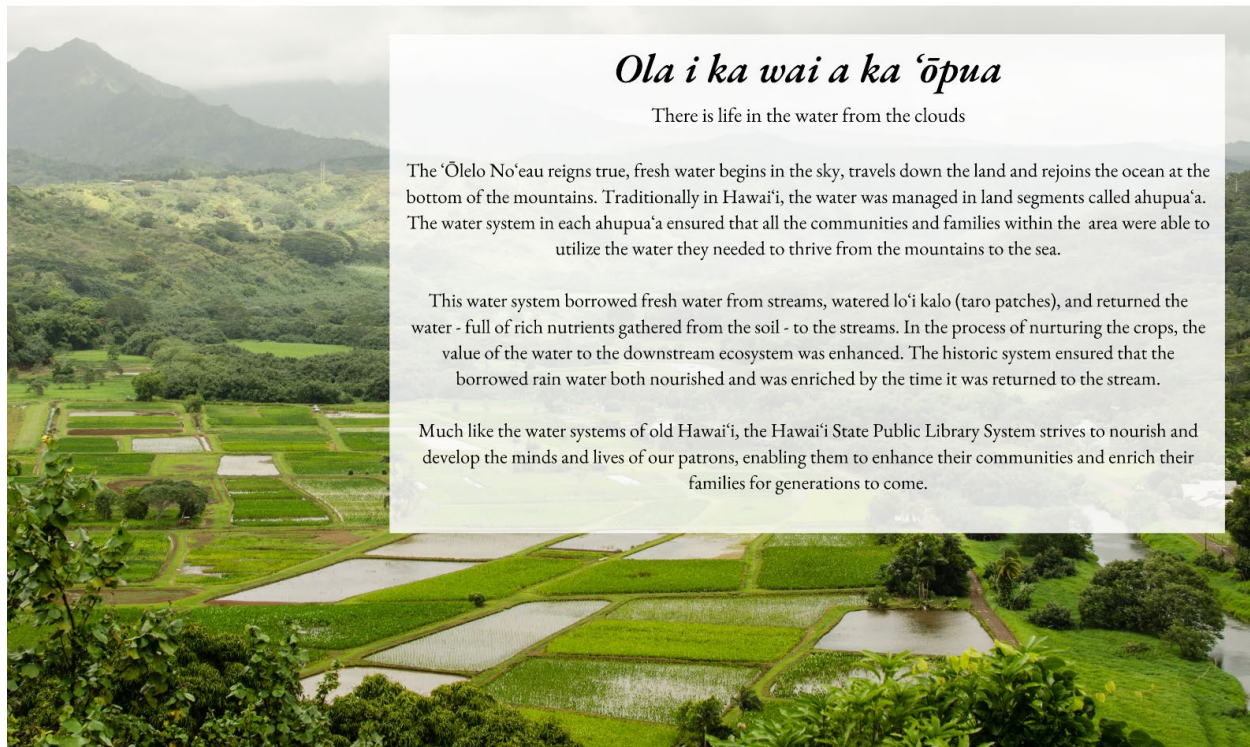 Ola i ka wai a ka ʻōpua
There is life in the water from the clouds
The ʻŌlelo Noʻeau reigns true, fresh water begins in the sky, travels down the land and rejoins the ocean at the
bottom of the mountains. Traditionally in Hawaiʻi, the water was managed in land segments called ahupuaʻa.
The water system in each ahupuaʻa ensured that all the communities and families within the area were able to
utilize the water they needed to thrive from the mountains to the sea.
This water system borrowed fresh water from streams, watered loʻi kalo (taro patches), and returned the
water - full of rich nutrients gathered from the soil - to the streams. In the process of nurturing the crops, the
value of the water to the downstream ecosystem was enhanced. The historic system ensured that the
borrowed rain water both nourished and was enriched by the time it was returned to the stream.
Much like the water systems of old Hawaiʻi, the Hawaiʻi State Public Library System strives to nourish and
develop the minds and lives of our patrons, enabling them to enhance their communities and enrich their
families for generations to come.